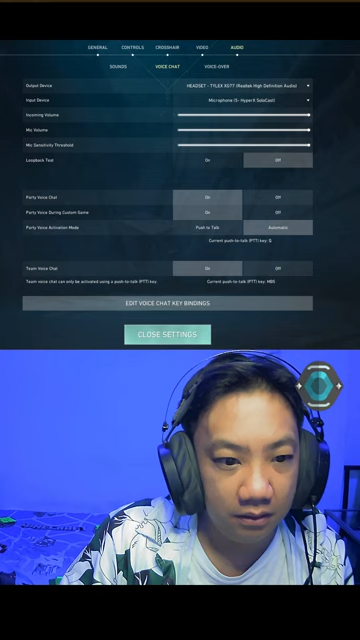 GENERAL CONTROLS CROSSHAIR VIDEO AUDIO
SOUNDS VOICE CHAT VOICE-OVER
Output Device HEADSET - TYLEX XG77 (Realtek High Definition Audio)
Input Device Microphone (5- HyperX SoloCast)
Incoming Volume
Mic Volume
Mic Sensitivity Threshold
Loopback Test On Off
Party Voice Chat On Off
Party Voice During Custom Game On Off
Party Voice Activation Mode Push to Talk Automatic
Current push-to-talk (PTT) key: Q
Team Voice Chat On Off
Team voice chat can only be activated using a push-to-talk (PTT) key. Current push-to-talk (PTT) key: MB5
EDIT VOICE CHAT KEY BINDINGS
CLOSE SETTINGS